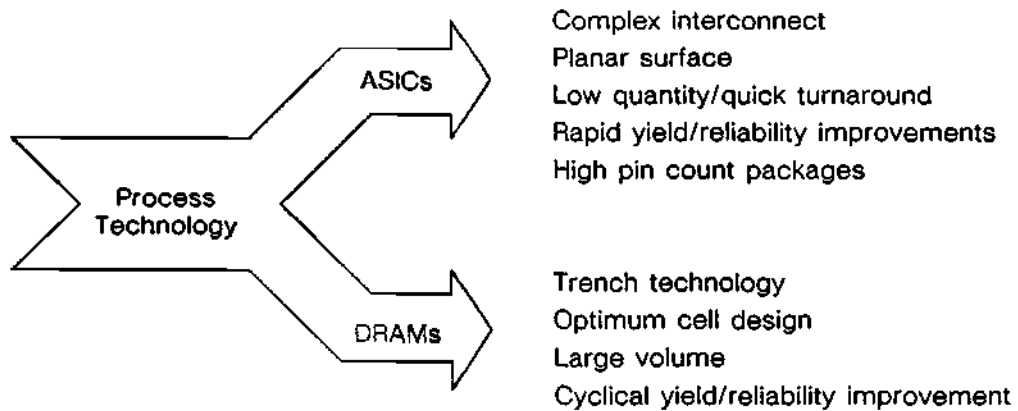 Process
Technology
ASICs
Complex interconnect
Planar surface
Low quantity/quick turnaround
Rapid yield/reliability improvements
High pin count packages
DRAMs
Trench technology
Optimum cell design
Large volume
Cyclical yield/reliability improvement